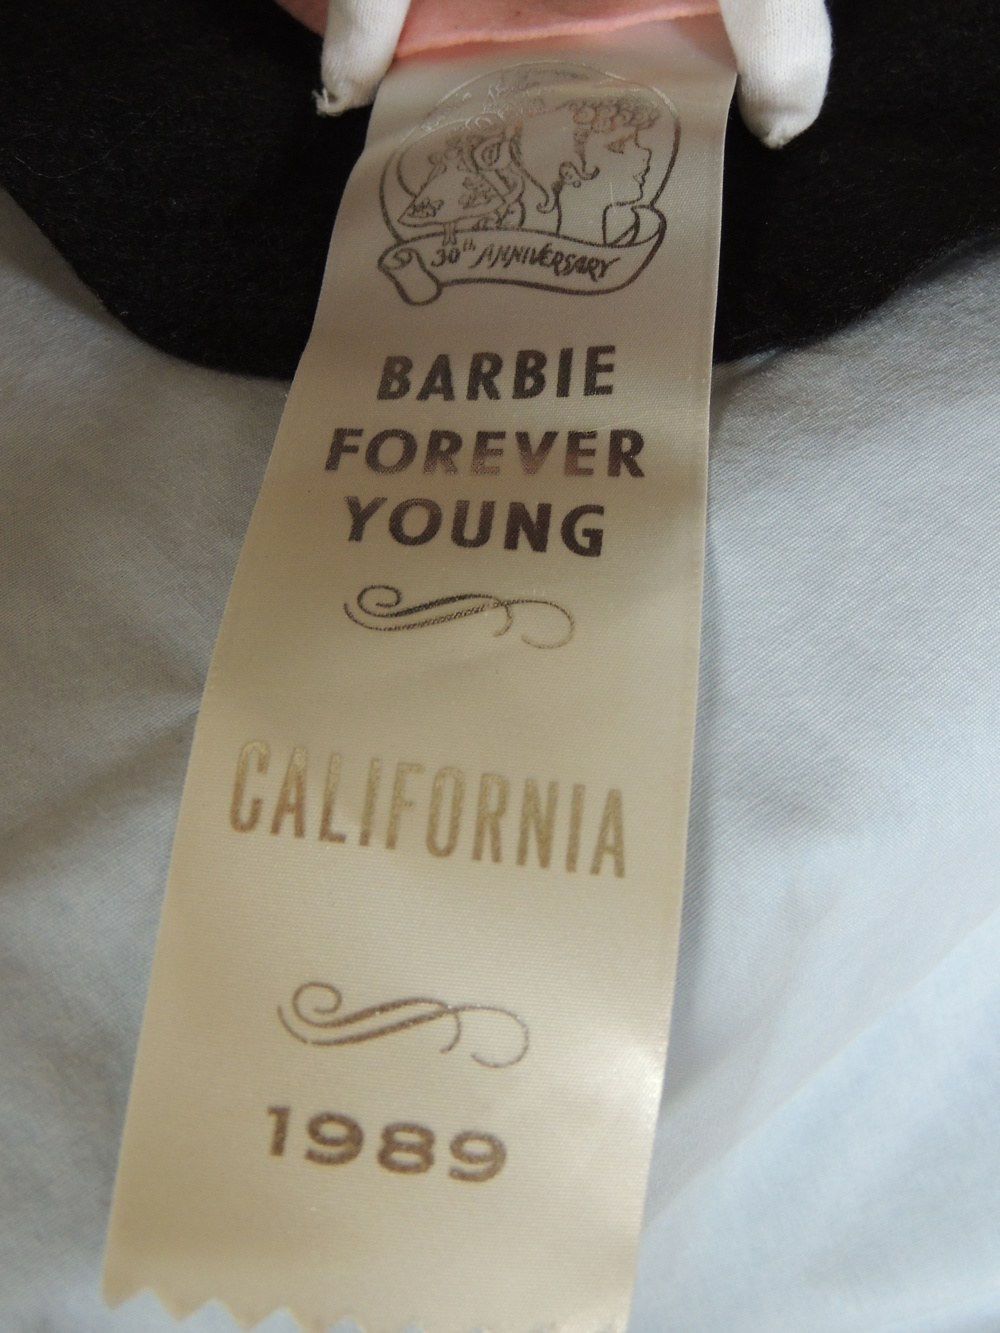 30th ANNIVERSARY
BARBIE
FOREVER
YOUNG
CALIFORNIA
1989